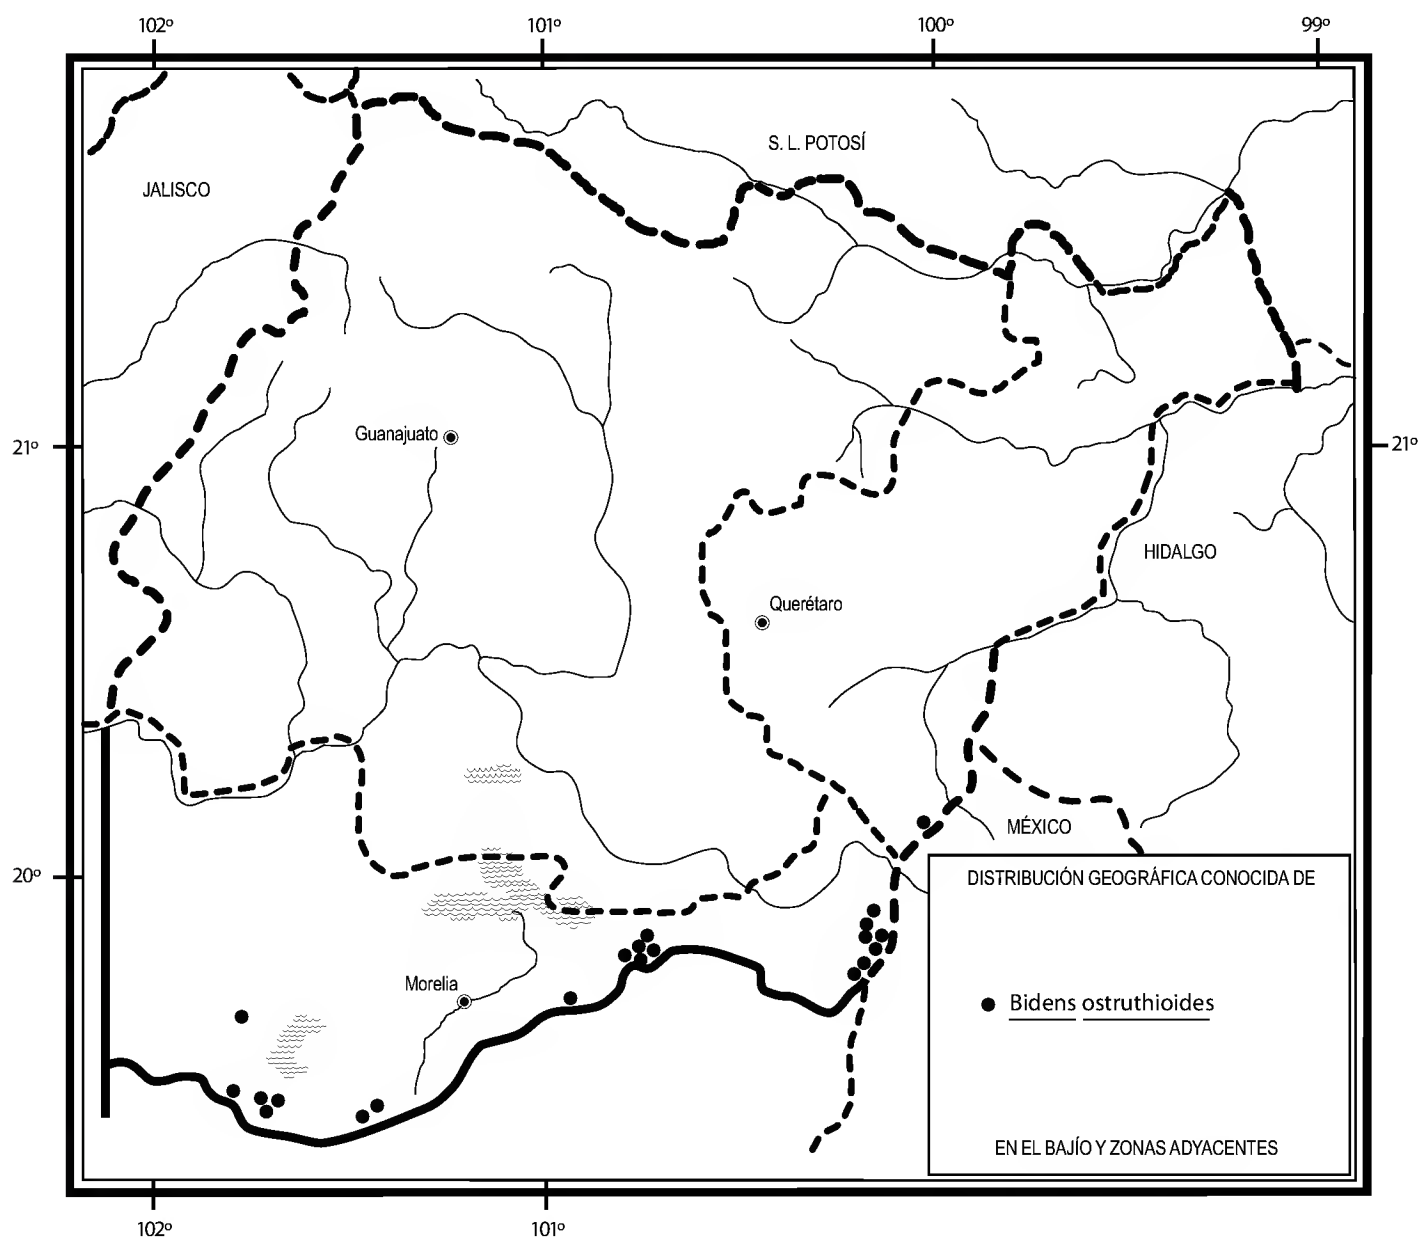 102º 101º 100º 99º
S. L. POTOSÍ
JALISCO
Guanajuato
21º 21º
HIDALGO
Querétaro
MÉXICO
20º
DISTRIBUCIÓN GEOGRÁFICA CONOCIDA DE
Morelia
Bidens ostruthioides
EN EL BAJÍO Y ZONAS ADYACENTES
102º 101º